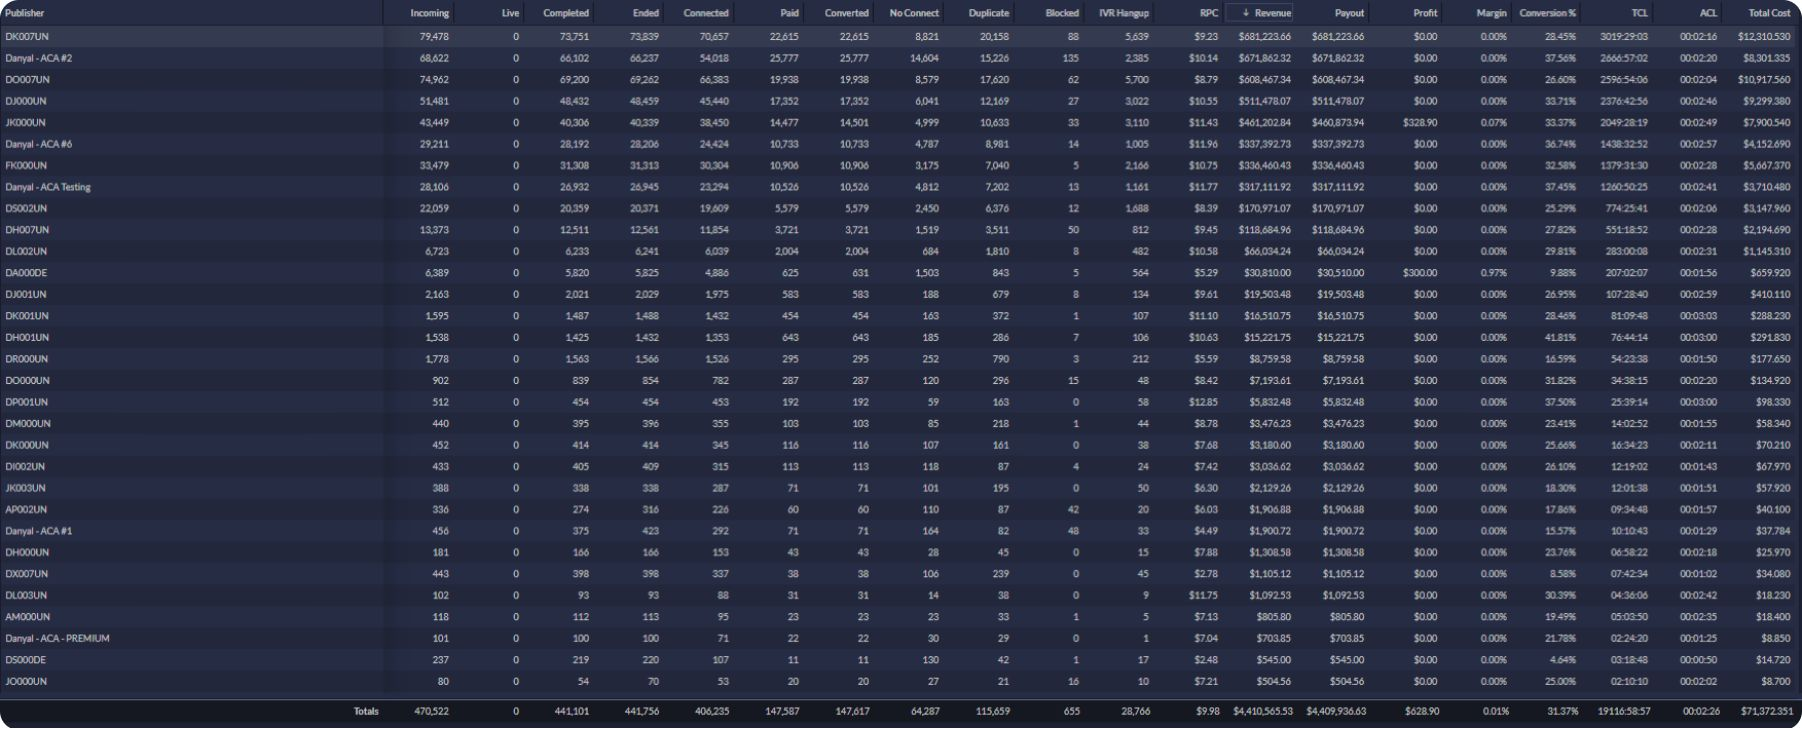 Publisher Incoming Live Completed Ended Connected Paid Converted No Connect Duplicate Blocked IVR Hangup RPC ↓ Revenue Payout Profit Margin Conversion % TCL ACL Total Cost
DK007UN 79,478 0 73,751 73,839 70,657 22,615 22,615 8,821 20,158 88 5,639 $9.23 $681,223.66 $681,223.66 $0.00 0.00% 28.45% 3019:29:03 00:02:16 $12,310.530
Danyal - ACA #2 68,622 0 66,102 66,237 54,018 25,777 25,777 14,604 15,226 135 2,385 $10.14 $671,862.32 $671,862.32 $0.00 0.00% 37.56% 2666:57:02 00:02:20 $8,301.335
DO007UN 74,962 0 69,200 69,262 66,383 19,938 19,938 8,579 17,620 62 5,700 $8.79 $608,467.34 $608,467.34 $0.00 0.00% 26.60% 2596:54:06 00:02:04 $10,917.560
DJ000UN 51,481 0 48,432 48,459 45,440 17,352 17,352 6,041 12,169 27 3,022 $10.55 $511,478.07 $511,478.07 $0.00 0.00% 33.71% 2376:42:56 00:02:46 $9,299.380
JK000UN 43,449 0 40,306 40,339 38,450 14,477 14,501 4,999 10,633 33 3,110 $11.43 $461,202.84 $460,873.94 $328.90 0.07% 33.37% 2049:28:19 00:02:49 $7,900.540
Danyal - ACA #6 29,211 0 28,192 28,206 24,424 10,733 10,733 4,787 8,981 14 1,005 $11.96 $337,392.73 $337,392.73 $0.00 0.00% 36.74% 1438:32:52 00:02:57 $4,152.690
FK000UN 33,479 0 31,308 31,313 30,304 10,906 10,906 3,175 7,040 5 2,166 $10.75 $336,460.43 $336,460.43 $0.00 0.00% 32.58% 1379:31:30 00:02:28 $5,667.370
Danyal - ACA Testing 28,106 0 26,932 26,945 23,294 10,526 10,526 4,812 7,202 13 1,161 $11.77 $317,111.92 $317,111.92 $0.00 0.00% 37.45% 1260:50:25 00:02:41 $3,710.480
DS002UN 22,059 0 20,359 20,371 19,609 5,579 5,579 2,450 6,376 12 1,688 $8.39 $170,971.07 $170,971.07 $0.00 0.00% 25.29% 774:25:41 00:02:06 $3,147.960
DH007UN 13,373 0 12,511 12,561 11,854 3,721 3,721 1,519 3,511 50 812 $9.45 $118,684.96 $118,684.96 $0.00 0.00% 27.82% 551:18:52 00:02:28 $2,194.690
DL002UN 6,723 0 6,233 6,241 6,039 2,004 2,004 684 1,810 8 482 $10.58 $66,034.24 $66,034.24 $0.00 0.00% 29.81% 283:00:08 00:02:31 $1,145.310
DA000DE 6,389 0 5,820 5,825 4,886 625 631 1,503 843 5 564 $5.29 $30,810.00 $30,510.00 $300.00 0.97% 9.88% 207:02:07 00:01:56 $659.920
DJ001UN 2,163 0 2,021 2,029 1,975 583 583 188 679 8 134 $9.61 $19,503.48 $19,503.48 $0.00 0.00% 26.95% 107:28:40 00:02:59 $410.110
DK001UN 1,595 0 1,487 1,488 1,432 454 454 163 372 1 107 $11.10 $16,510.75 $16,510.75 $0.00 0.00% 28.46% 81:09:48 00:03:03 $288.230
DH001UN 1,538 0 1,425 1,432 1,353 643 643 185 286 7 106 $10.63 $15,221.75 $15,221.75 $0.00 0.00% 41.81% 76:44:14 00:03:00 $291.830
DR000UN 1,778 0 1,563 1,566 1,526 295 295 252 790 3 212 $5.59 $8,759.58 $8,759.58 $0.00 0.00% 16.59% 54:23:38 00:01:50 $177.650
DO000UN 902 0 839 854 782 287 287 120 296 15 48 $8.42 $7,193.61 $7,193.61 $0.00 0.00% 31.82% 34:38:15 00:02:20 $134.920
DP001UN 512 0 454 454 453 192 192 59 163 0 58 $12.85 $5,832.48 $5,832.48 $0.00 0.00% 37.50% 25:39:14 00:03:00 $98.330
DM000UN 440 0 395 396 355 103 103 85 218 1 44 $8.78 $3,476.23 $3,476.23 $0.00 0.00% 23.41% 14:02:52 00:01:55 $58.340
DK000UN 452 0 414 414 345 116 116 107 161 0 38 $7.68 $3,180.60 $3,180.60 $0.00 0.00% 25.66% 16:34:23 00:02:11 $70.210
DI002UN 433 0 405 409 315 113 113 118 87 4 24 $7.42 $3,036.62 $3,036.62 $0.00 0.00% 26.10% 12:19:02 00:01:43 $67.970
JK003UN 388 0 338 338 287 71 71 101 195 0 50 $6.30 $2,129.26 $2,129.26 $0.00 0.00% 18.30% 12:01:38 00:01:51 $57.920
AP002UN 336 0 274 316 226 60 60 110 87 42 20 $6.03 $1,906.88 $1,906.88 $0.00 0.00% 17.86% 09:34:48 00:01:57 $40.100
Danyal - ACA #1 456 0 375 423 292 71 71 164 82 48 33 $4.49 $1,900.72 $1,900.72 $0.00 0.00% 15.57% 10:10:43 00:01:29 $37.784
DH000UN 181 0 166 166 153 43 43 28 45 0 15 $7.88 $1,308.58 $1,308.58 $0.00 0.00% 23.76% 06:58:22 00:02:18 $25.970
DX007UN 443 0 398 398 337 38 38 106 239 0 45 $2.78 $1,105.12 $1,105.12 $0.00 0.00% 8.58% 07:42:34 00:01:02 $34.080
DL003UN 102 0 93 93 88 31 31 14 38 0 9 $11.75 $1,092.53 $1,092.53 $0.00 0.00% 30.39% 04:36:06 00:02:42 $18.230
AM000UN 118 0 112 113 95 23 23 23 33 1 5 $7.13 $805.80 $805.80 $0.00 0.00% 19.49% 05:03:50 00:02:35 $18.400
Danyal - ACA - PREMIUM 101 0 100 100 71 22 22 30 29 0 1 $7.04 $703.85 $703.85 $0.00 0.00% 21.78% 02:24:20 00:01:25 $8.850
DS000DE 237 0 219 220 107 11 11 130 42 1 17 $2.48 $545.00 $545.00 $0.00 0.00% 4.64% 03:18:48 00:00:50 $14.720
JO000UN 80 0 54 70 53 20 20 27 21 16 10 $7.21 $504.56 $504.56 $0.00 0.00% 25.00% 02:10:10 00:02:02 $8.700
Totals 470,522 0 441,101 441,756 406,235 147,587 147,617 64,287 115,659 655 28,766 $9.98 $4,410,565.53 $4,409,936.63 $628.90 0.01% 31.37% 19116:58:57 00:02:26 $71,372.351